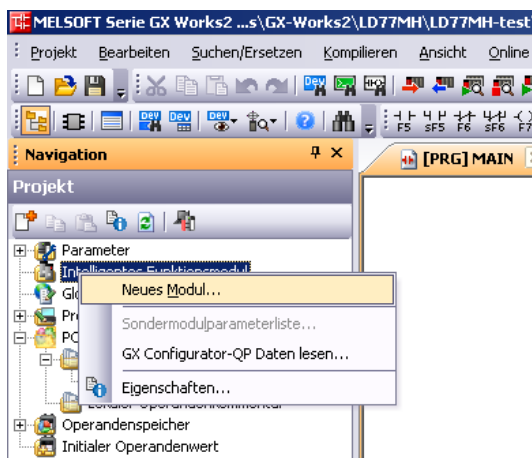 MELSOFT Serie GX Works2 ...s\GX-Works2\LD77MH\LD77MH-test
Projekt Bearbeiten Suchen/Ersetzen Kompilieren Ansicht Online
F5 sF5 F6 sF6 F7
Navigation
[PRG] MAIN
Projekt
Parameter
Intelligentes Funktionsmodul
Neues Modul...
Sondermodulparameterliste...
GX Configurator-QP Daten lesen...
Eigenschaften...
Lokaler Operandenkommentar
Operandenspeicher
Initialer Operandenwert